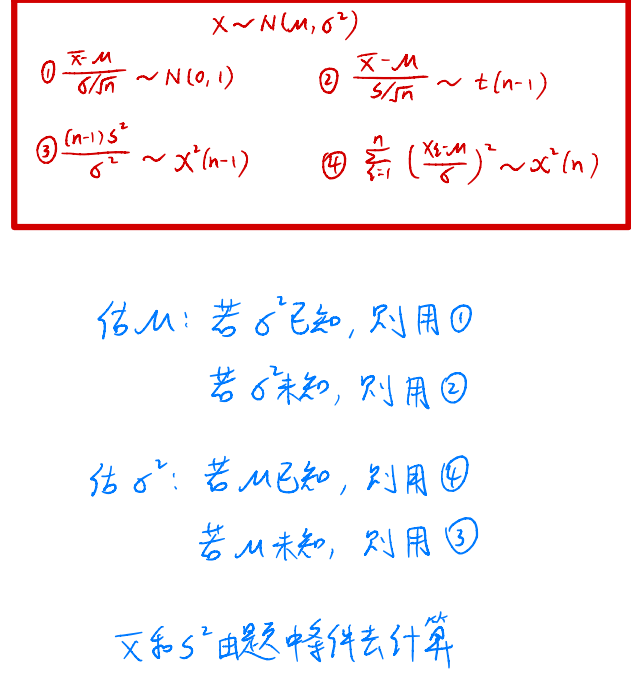 X ~ N(μ, σ²)
① (X̄-μ)/(σ/√n) ~ N(0,1) ② (X̄-μ)/(S/√n) ~ t(n-1)
③ (n-1)S²/σ² ~ χ²(n-1) ④ Σᵢ₌₁ⁿ ((Xᵢ-μ)/σ)² ~ χ²(n)
估μ: 若σ²已知, 则用①
若σ²未知, 则用②
估σ²: 若μ已知, 则用④
若μ未知, 则用③
X̄和S²由题中条件去计算